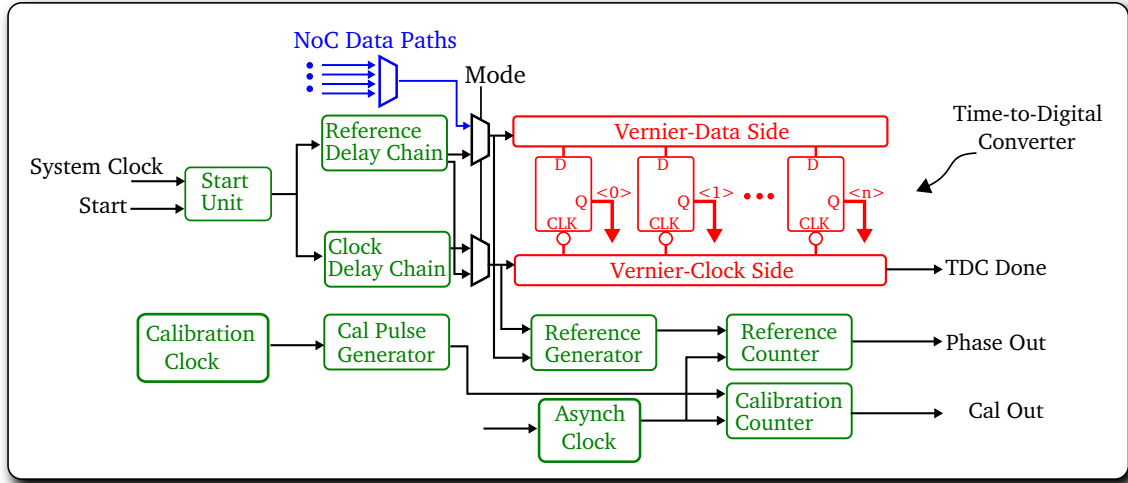 NoC Data Paths
Mode
Reference
Delay Chain
Vernier-Data Side
Time-to-Digital
Converter
System Clock
Start
Start
Unit
D
Q
CLK
<0>
D
Q
CLK
<1>
D
Q
CLK
<n>
Clock
Delay Chain
Vernier-Clock Side
TDC Done
Calibration
Clock
Cal Pulse
Generator
Reference
Generator
Reference
Counter
Phase Out
Asynch
Clock
Calibration
Counter
Cal Out